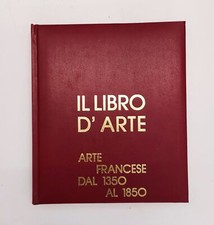 IL LIBRO
D' ARTE
ARTE
FRANCESE
DAL 1350
AL 1850